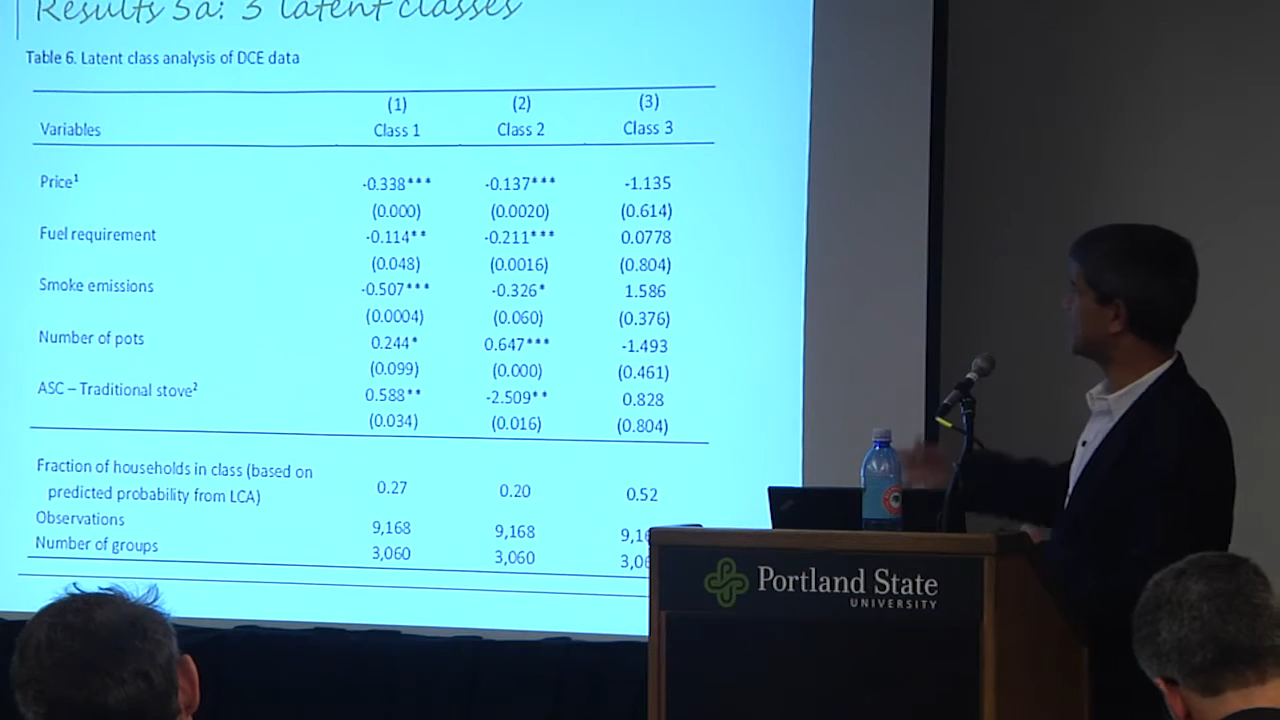 Results 5a: 3 latent classes
Table 6. Latent class analysis of DCE data
(1) (2) (3)
Variables Class 1 Class 2 Class 3
Price¹ -0.338*** -0.137*** -1.135
(0.000) (0.0020) (0.614)
Fuel requirement -0.114** -0.211*** 0.0778
(0.048) (0.0016) (0.804)
Smoke emissions -0.507*** -0.326* 1.586
(0.0004) (0.060) (0.376)
Number of pots 0.244* 0.647*** -1.493
(0.099) (0.000) (0.461)
ASC – Traditional stove² 0.588** -2.509** 0.828
(0.034) (0.016) (0.804)
Fraction of households in class (based on
predicted probability from LCA) 0.27 0.20 0.52
Observations 9,168 9,168
Number of groups 3,060 3,060
Portland State
UNIVERSITY